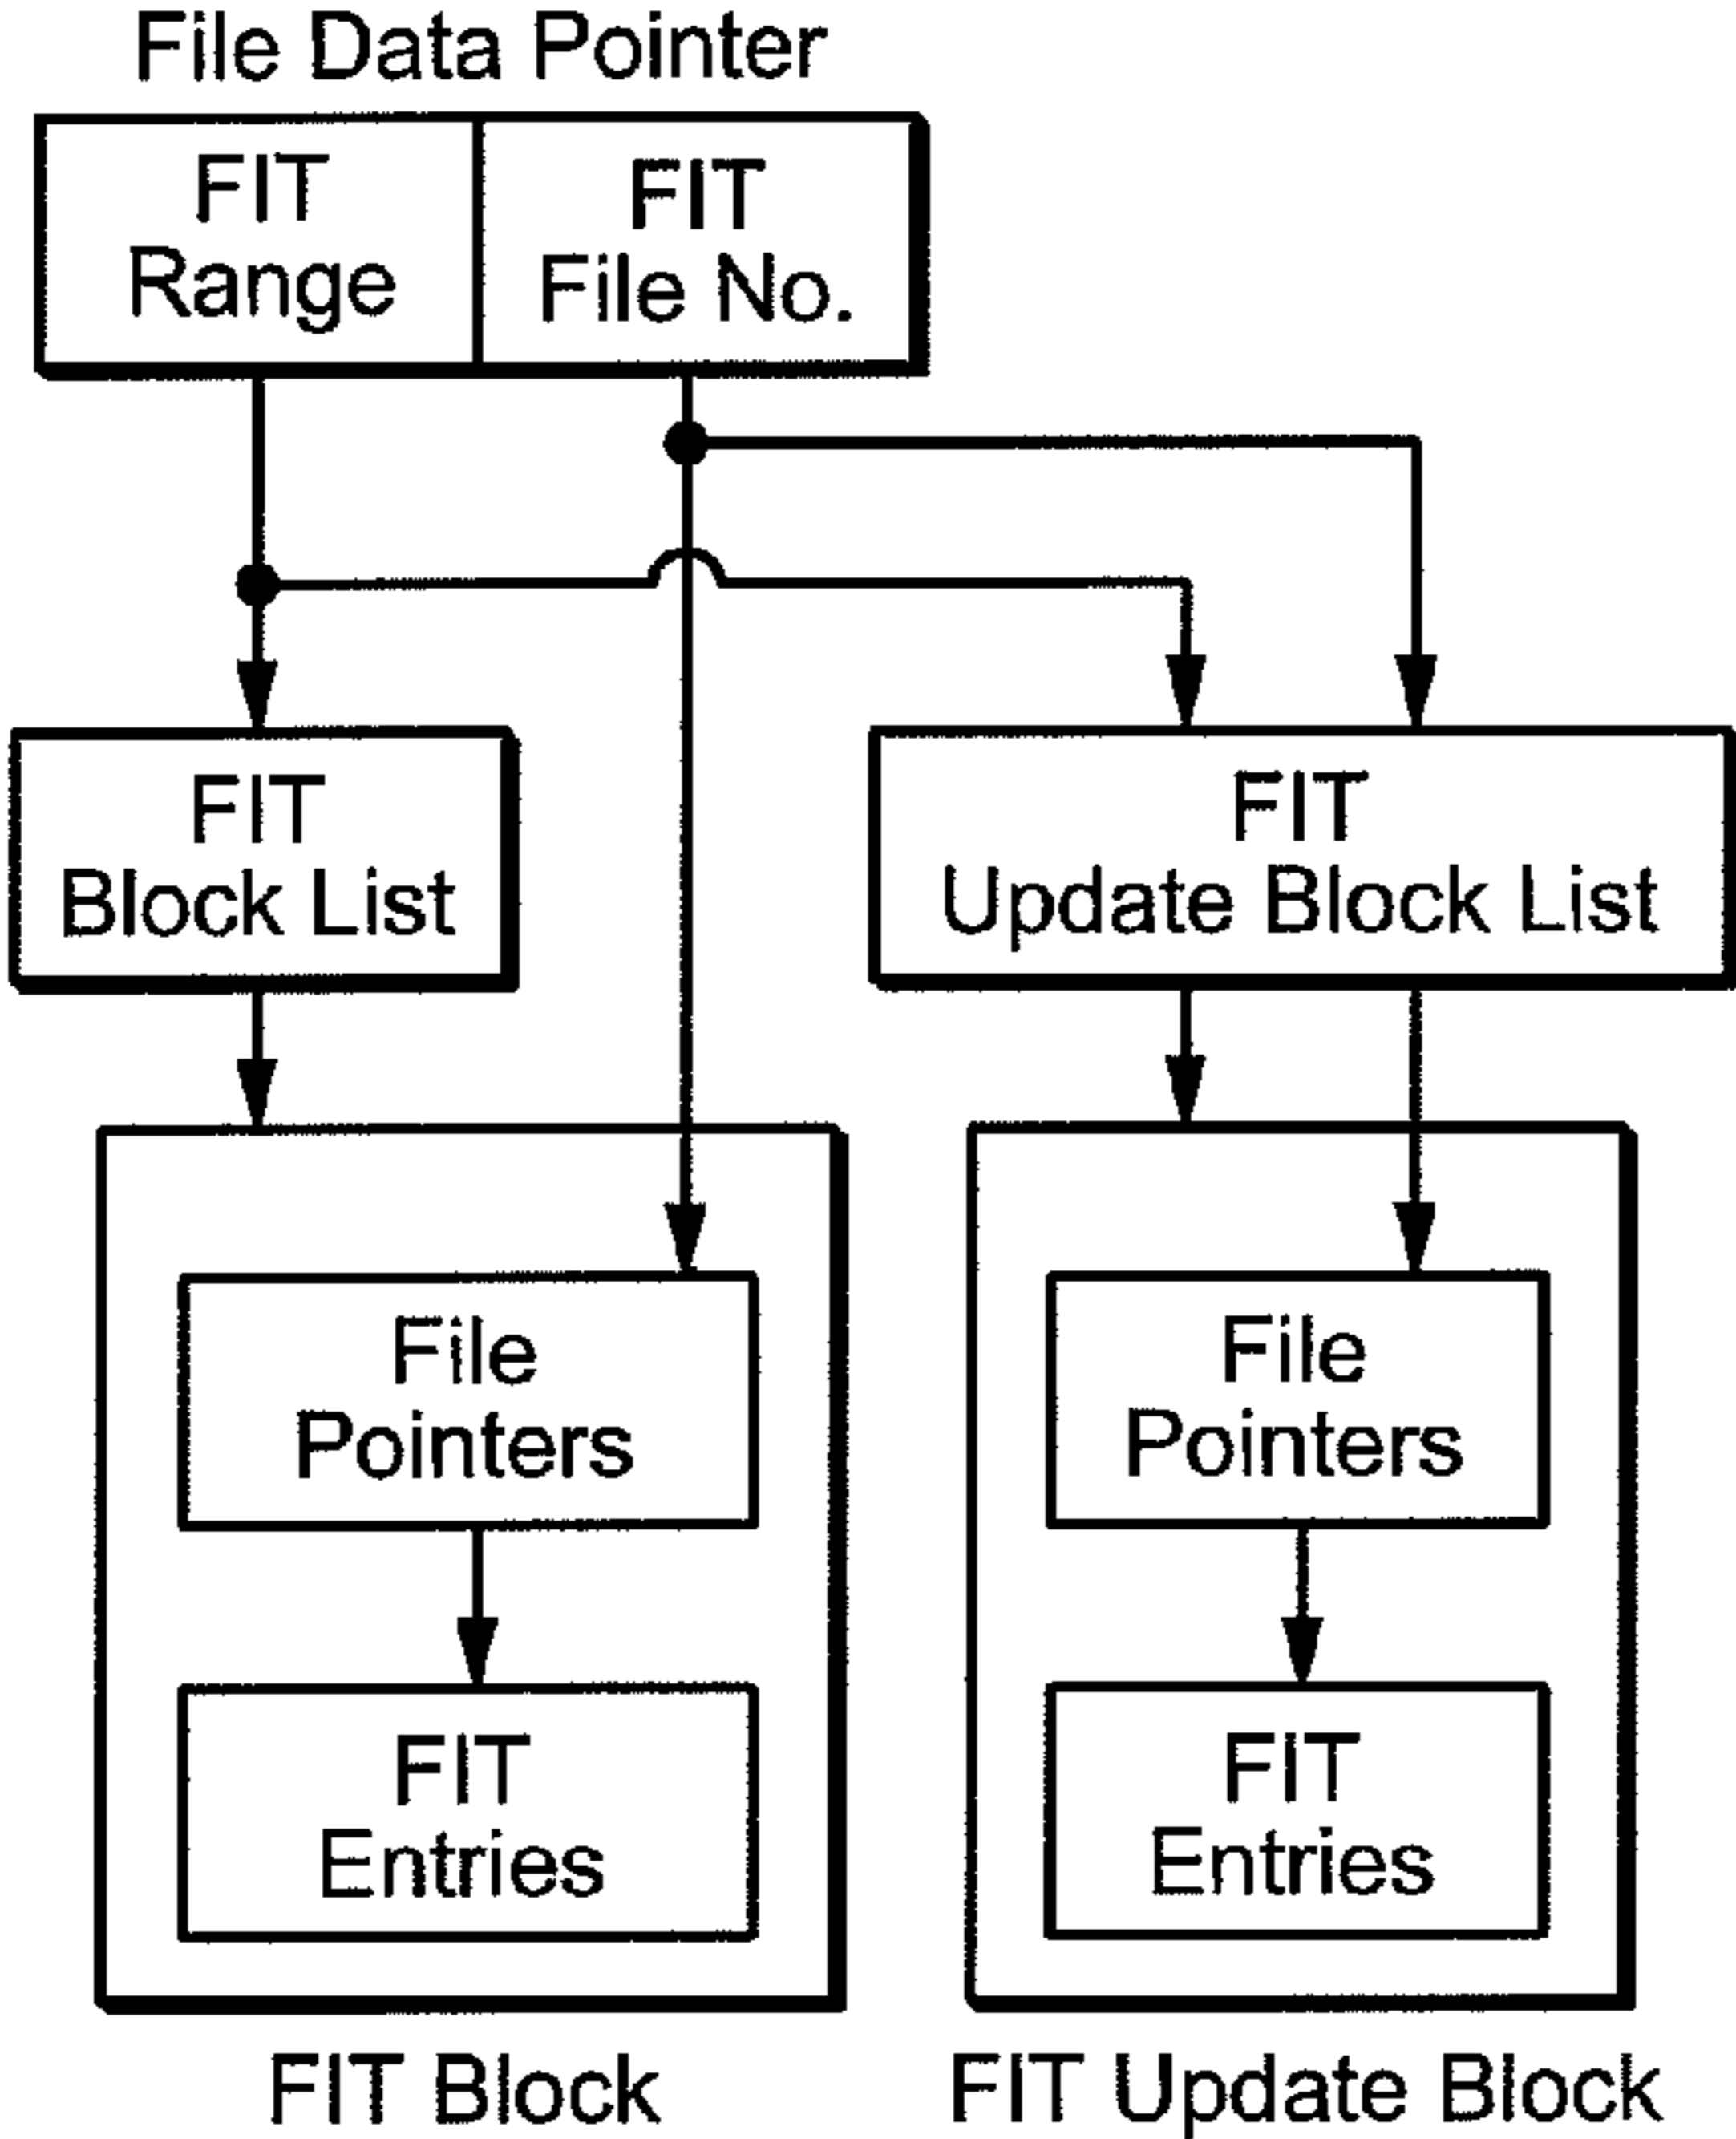 File Data Pointer
FIT
Range
FIT
File No.
FIT
Block List
FIT
Update Block List
File
Pointers
File
Pointers
FIT
Entries
FIT
Entries
FIT Block
FIT Update Block